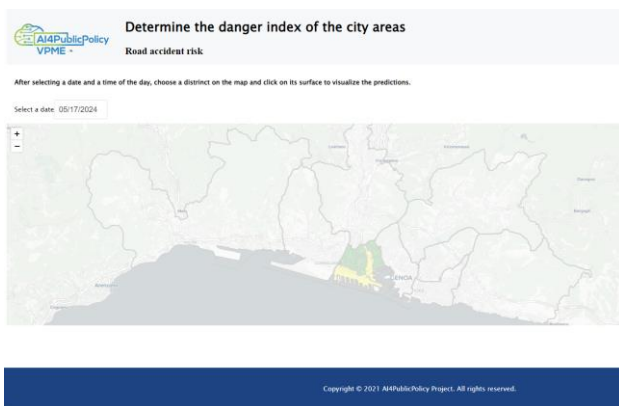 AI4PublicPolicy
VPME
Determine the danger index of the city areas
Road accident risk
After selecting a date and a time of the day, choose a distrinct on the map and click on its surface to visualize the predictions.
Select a date 05/17/2024
+
−
GENOA
Copyright © 2021 AI4PublicPolicy Project. All rights reserved.